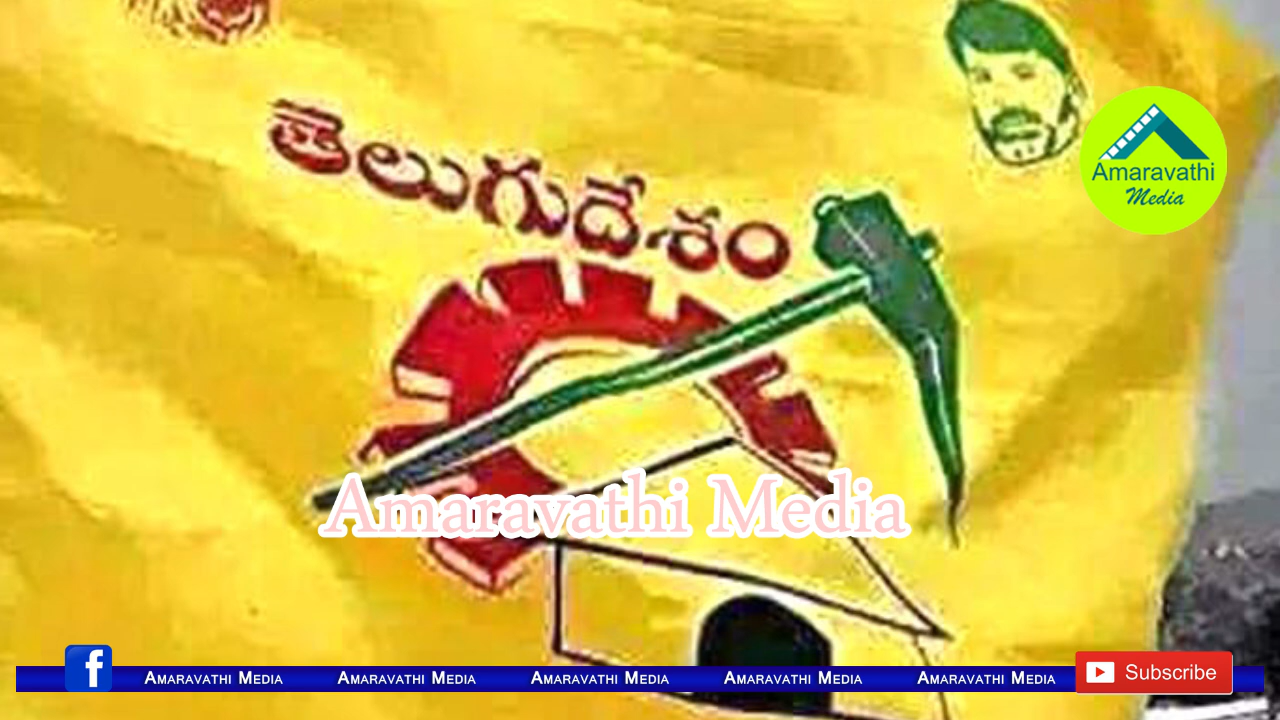 తెలుగుదేశం
Amaravathi
Media
Amaravathi Media
f
AMARAVATHI MEDIA AMARAVATHI MEDIA AMARAVATHI MEDIA AMARAVATHI MEDIA AMARAVATHI MEDIA
Subscribe